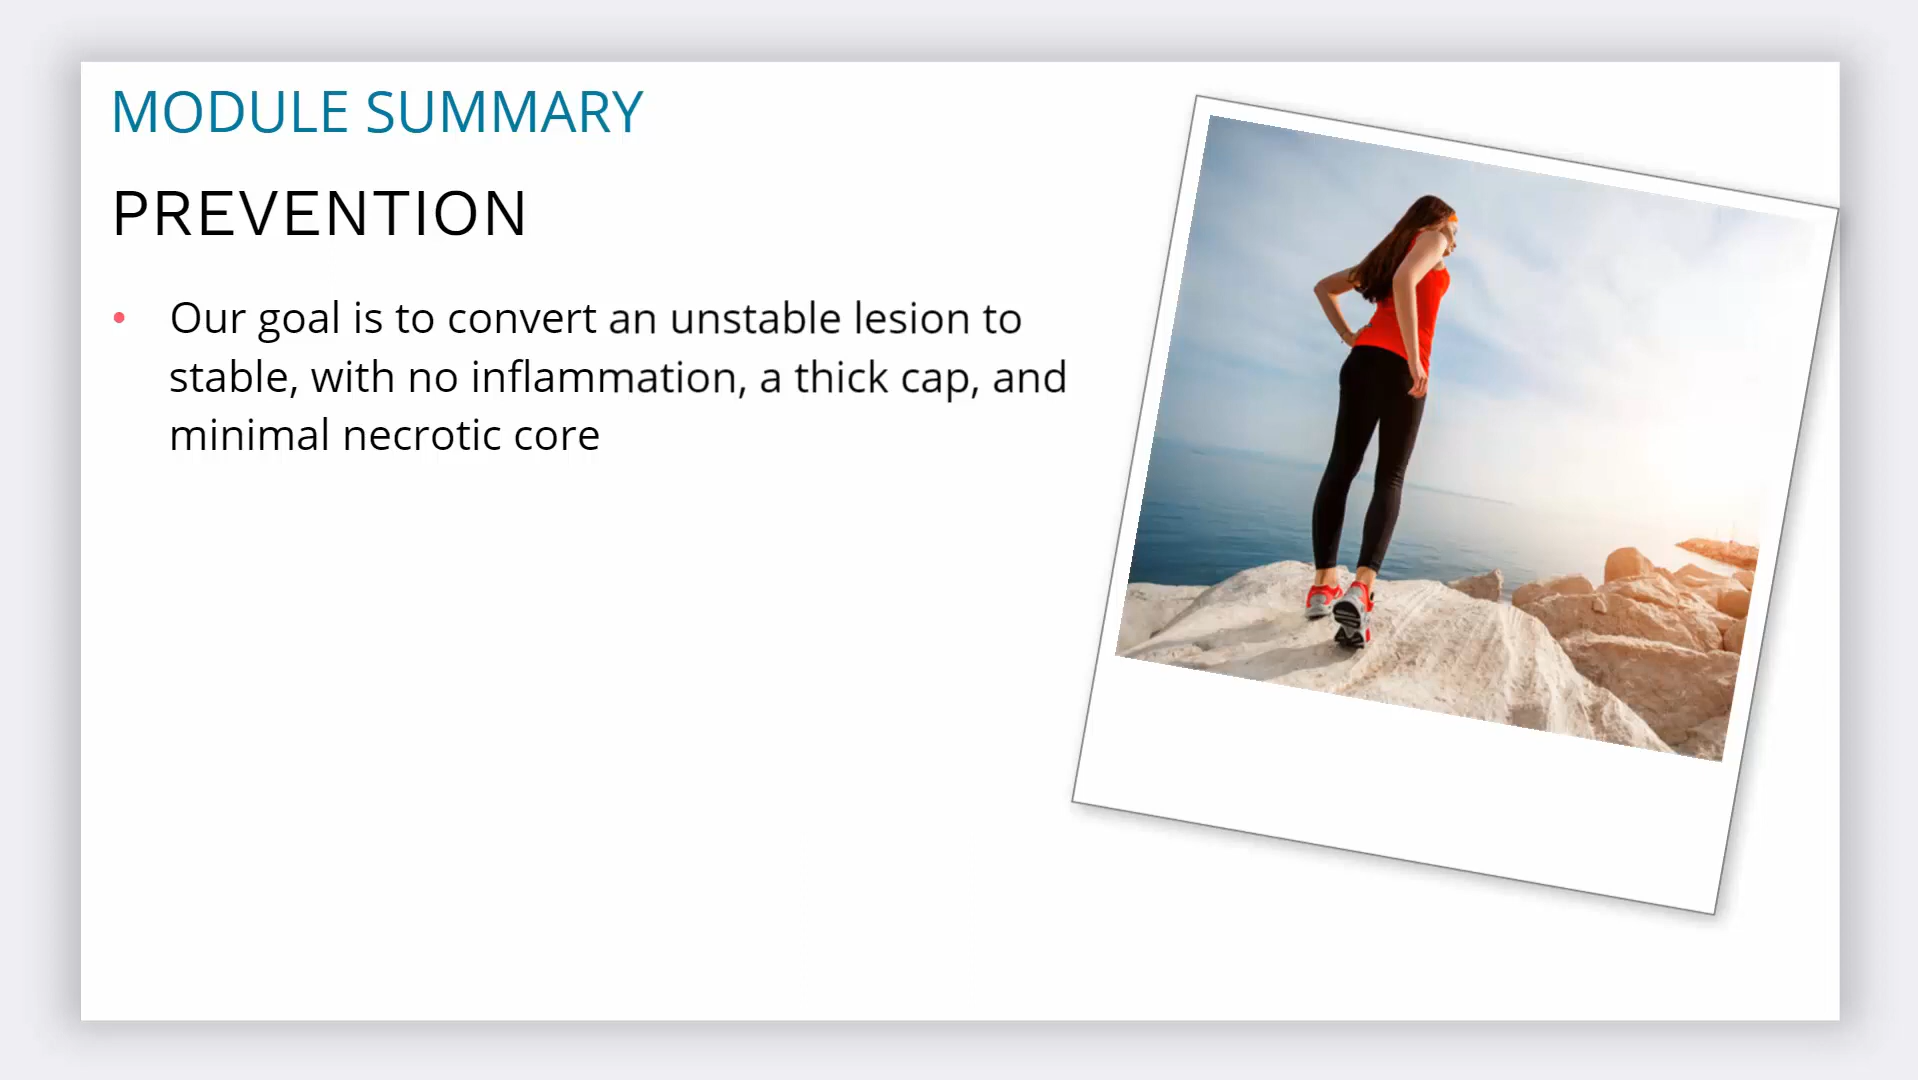 MODULE SUMMARY
PREVENTION
• Our goal is to convert an unstable lesion to
stable, with no inflammation, a thick cap, and
minimal necrotic core